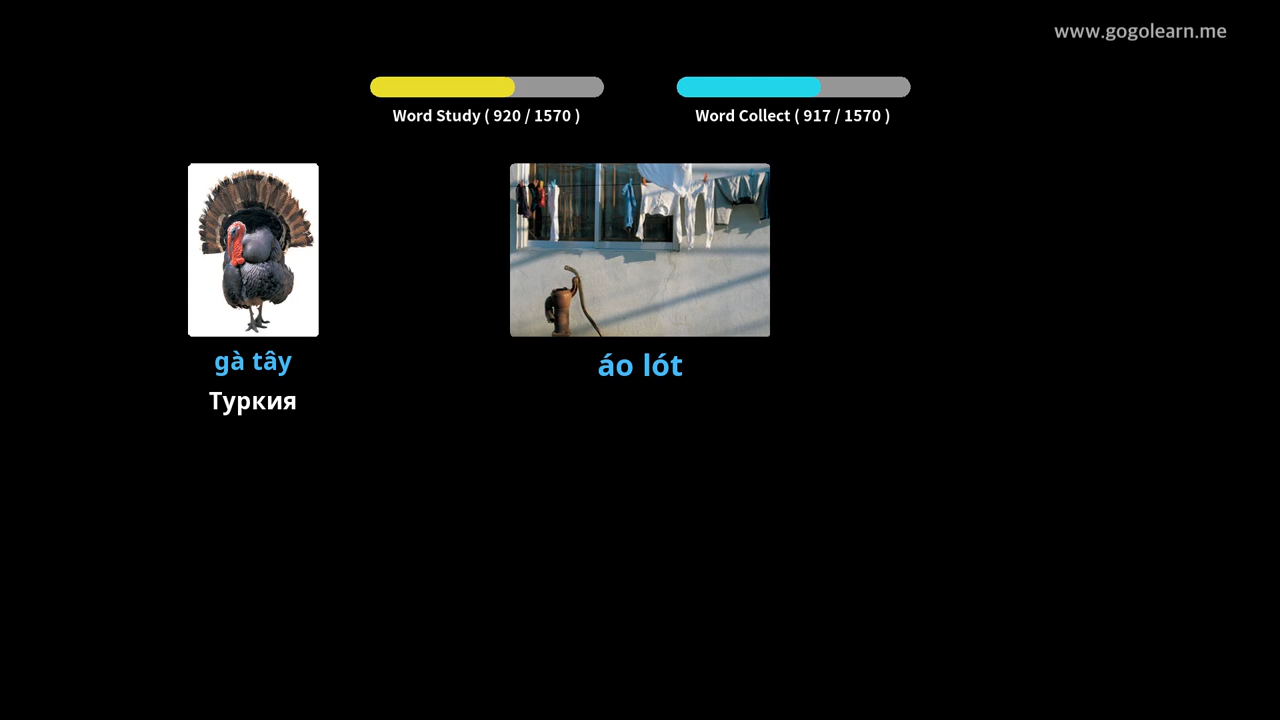 www.gogolearn.me
Word Study ( 920 / 1570 )
Word Collect ( 917 / 1570 )
gà tây
Туркия
áo lót